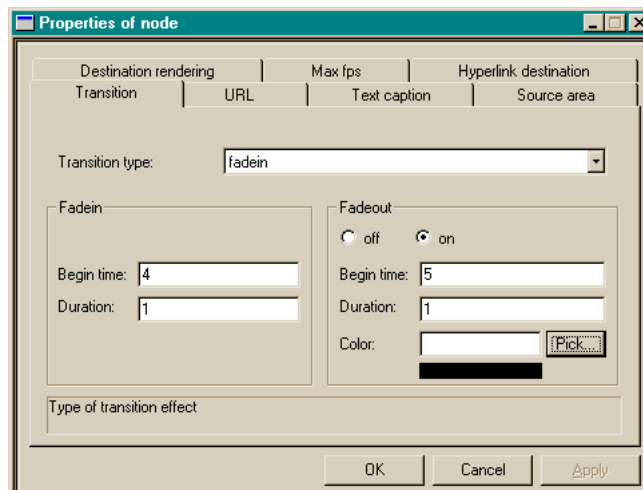 Properties of node
Destination rendering Max fps Hyperlink destination
Transition URL Text caption Source area
Transition type: fadein
Fadein Fadeout
off on
Begin time: 4 Begin time: 5
Duration: 1 Duration: 1
Color: Pick...
Type of transition effect
OK Cancel Apply